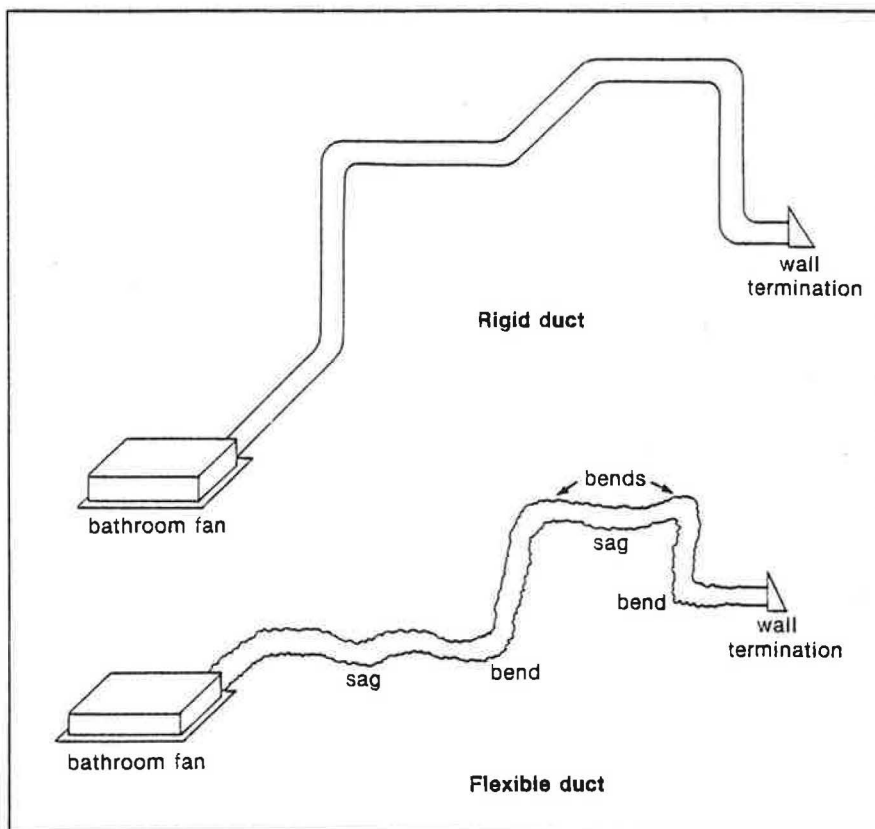 wall
termination
Rigid duct
bathroom fan
bends
sag
bend
wall
termination
sag
bend
bathroom fan
Flexible duct